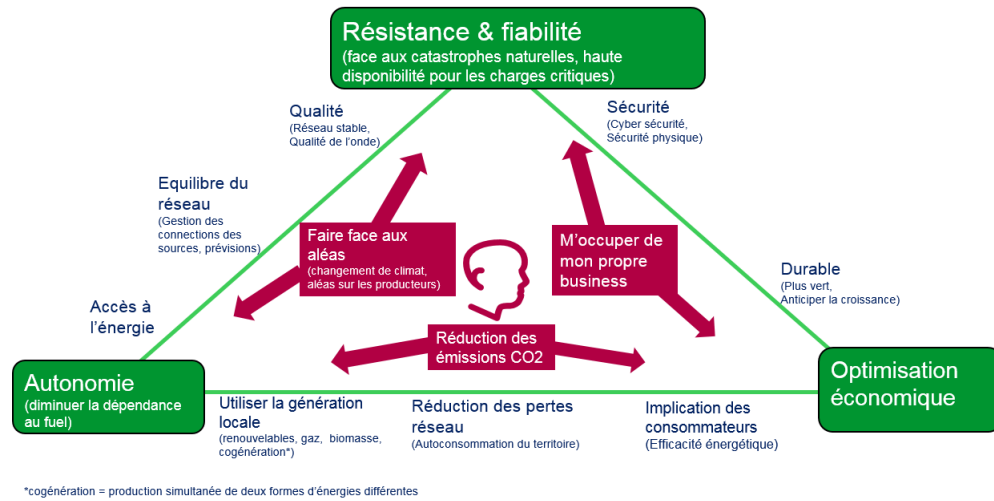 Résistance & fiabilité
(face aux catastrophes naturelles, haute
disponibilité pour les charges critiques)
Qualité
(Réseau stable,
Qualité de l'onde)
Sécurité
(Cyber sécurité,
Sécurité physique)
Equilibre du
réseau
(Gestion des
connections des
sources, prévisions)
Faire face aux
aléas
(changement de climat,
aléas sur les producteurs)
M'occuper de
mon propre
business
Durable
(Plus vert,
Anticiper la croissance)
Accès à
l'énergie
Réduction des
émissions CO2
Autonomie
(diminuer la dépendance
au fuel)
Optimisation
économique
Utiliser la génération
locale
(renouvelables, gaz, biomasse,
cogénération*)
Réduction des pertes
réseau
(Autoconsommation du territoire)
Implication des
consommateurs
(Efficacité énergétique)
*cogénération = production simultanée de deux formes d'énergies différentes